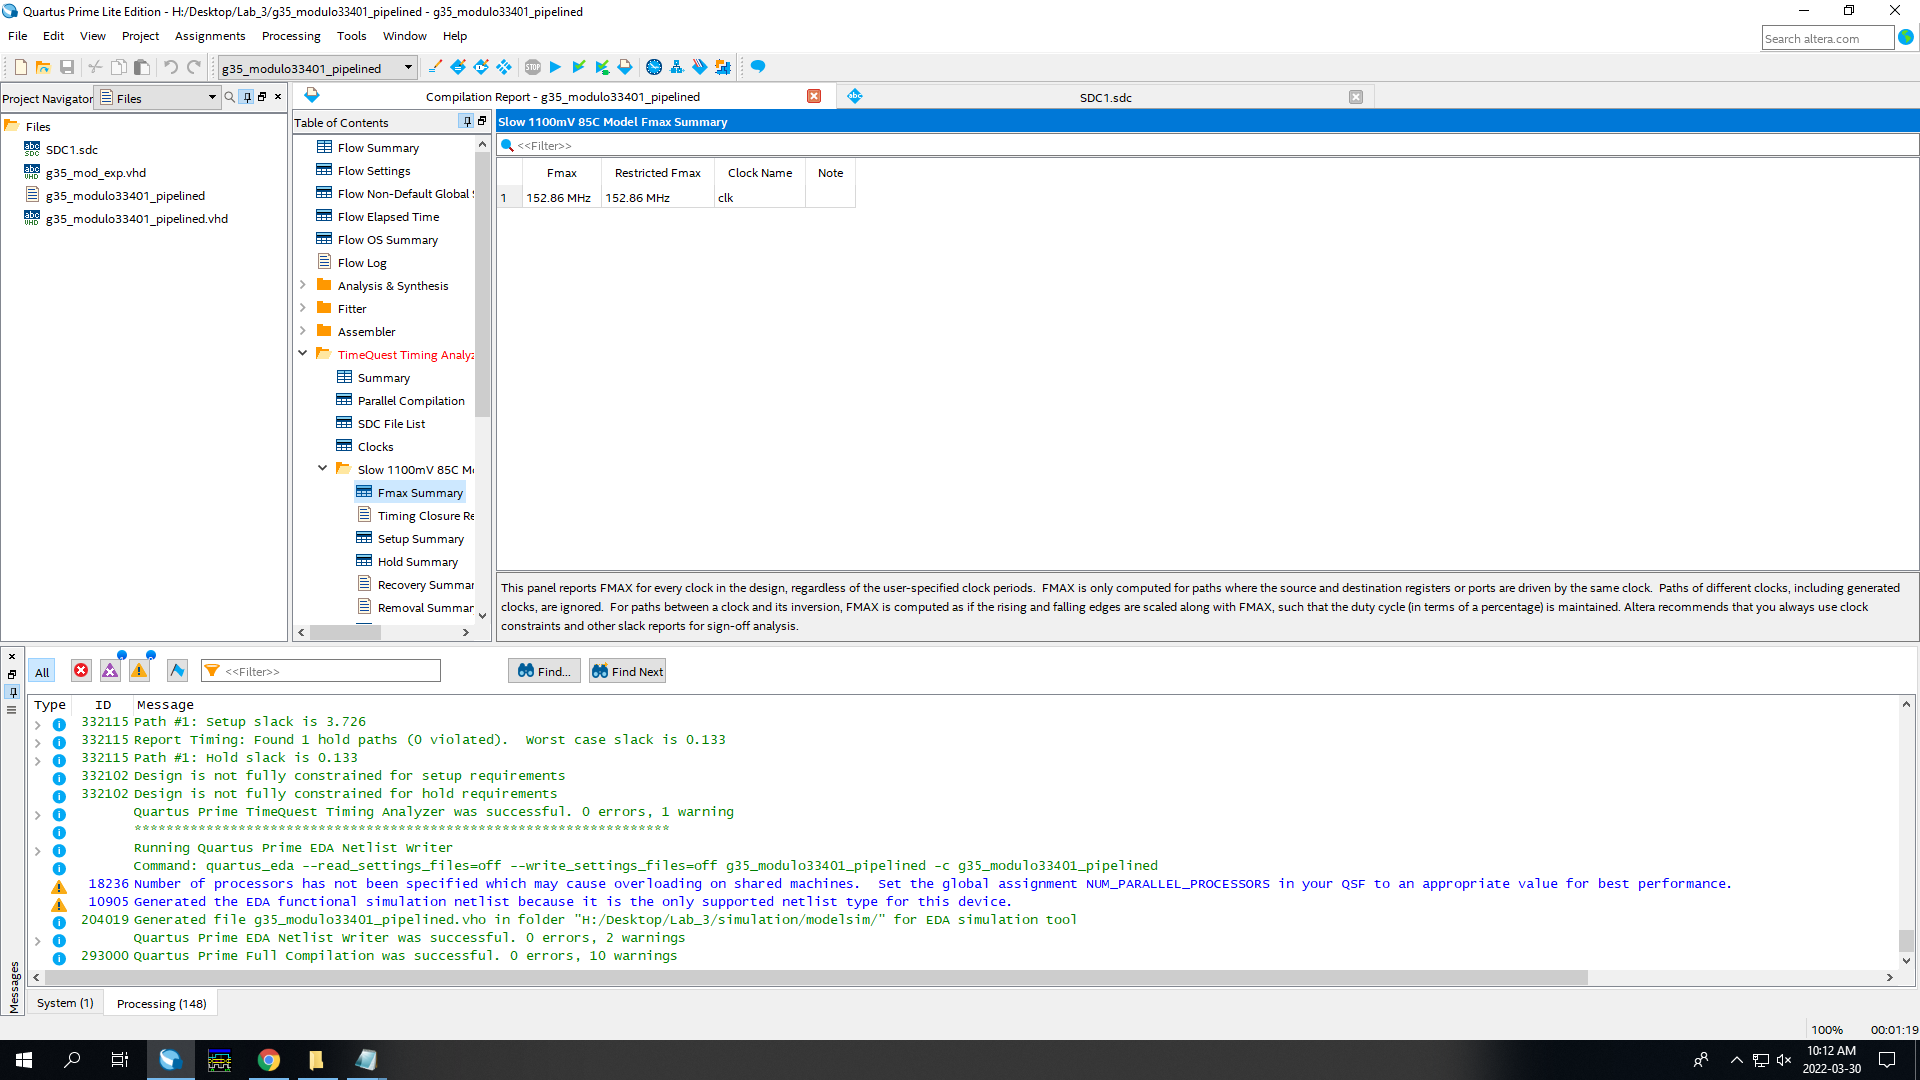 Quartus Prime Lite Edition - H:/Desktop/Lab_3/g35_modulo33401_pipelined - g35_modulo33401_pipelined
File Edit View Project Assignments Processing Tools Window Help
Search altera.com
g35_modulo33401_pipelined
Project Navigator Files
Files
SDC1.sdc
g35_mod_exp.vhd
g35_modulo33401_pipelined
g35_modulo33401_pipelined.vhd
Compilation Report - g35_modulo33401_pipelined
SDC1.sdc
Table of Contents
Flow Summary
Flow Settings
Flow Non-Default Global
Flow Elapsed Time
Flow OS Summary
Flow Log
Analysis & Synthesis
Fitter
Assembler
TimeQuest Timing Analyz
Summary
Parallel Compilation
SDC File List
Clocks
Slow 1100mV 85C M
Fmax Summary
Timing Closure Re
Setup Summary
Hold Summary
Recovery Summar
Removal Summar
Slow 1100mV 85C Model Fmax Summary
<<Filter>>
Fmax Restricted Fmax Clock Name Note
1 152.86 MHz 152.86 MHz clk
This panel reports FMAX for every clock in the design, regardless of the user-specified clock periods. FMAX is only computed for paths where the source and destination registers or ports are driven by the same clock. Paths of different clocks, including generated
clocks, are ignored. For paths between a clock and its inversion, FMAX is computed as if the rising and falling edges are scaled along with FMAX, such that the duty cycle (in terms of a percentage) is maintained. Altera recommends that you always use clock
constraints and other slack reports for sign-off analysis.
All <<Filter>> Find... Find Next
Type ID Message
332115 Path #1: Setup slack is 3.726
332115 Report Timing: Found 1 hold paths (0 violated). Worst case slack is 0.133
332115 Path #1: Hold slack is 0.133
332102 Design is not fully constrained for setup requirements
332102 Design is not fully constrained for hold requirements
Quartus Prime TimeQuest Timing Analyzer was successful. 0 errors, 1 warning
*******************************************************************
Running Quartus Prime EDA Netlist Writer
Command: quartus_eda --read_settings_files=off --write_settings_files=off g35_modulo33401_pipelined -c g35_modulo33401_pipelined
18236 Number of processors has not been specified which may cause overloading on shared machines. Set the global assignment NUM_PARALLEL_PROCESSORS in your QSF to an appropriate value for best performance.
10905 Generated the EDA functional simulation netlist because it is the only supported netlist type for this device.
204019 Generated file g35_modulo33401_pipelined.vho in folder "H:/Desktop/Lab_3/simulation/modelsim/" for EDA simulation tool
Quartus Prime EDA Netlist Writer was successful. 0 errors, 2 warnings
293000 Quartus Prime Full Compilation was successful. 0 errors, 10 warnings
Messages
System (1) Processing (148)
100% 00:01:19
10:12 AM
2022-03-30